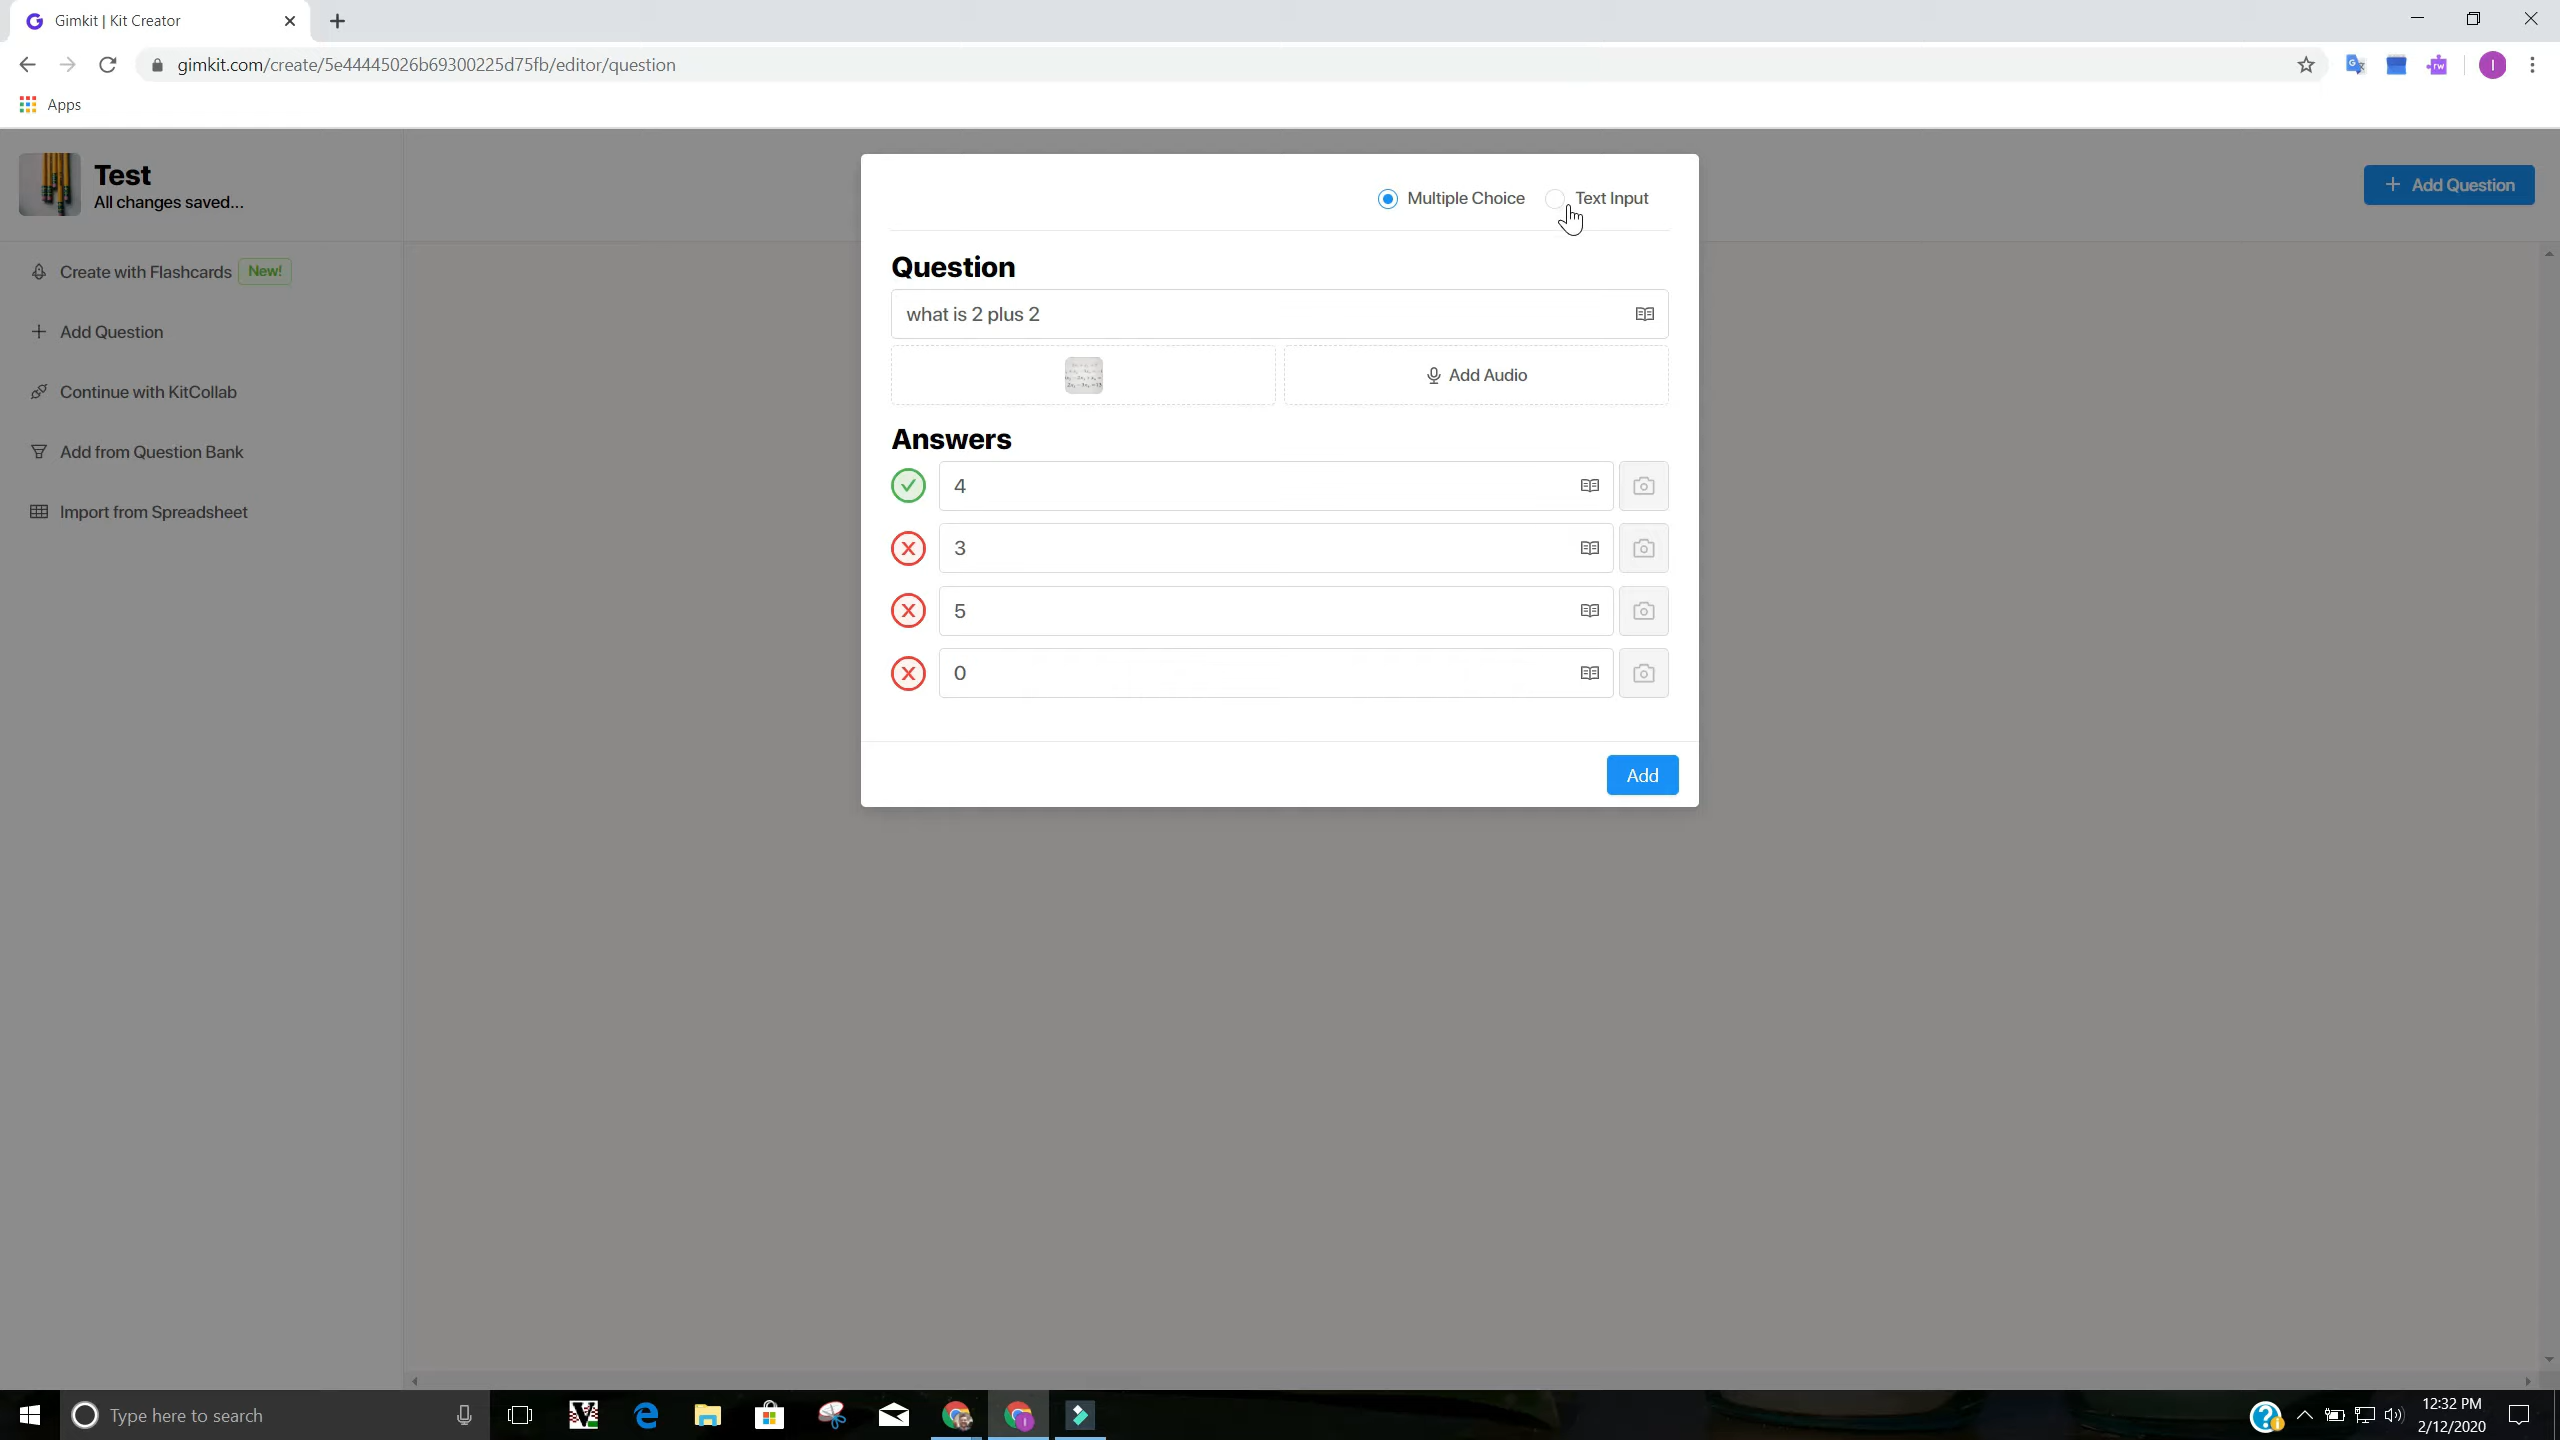 Gimkit | Kit Creator
gimkit.com/create/5e44445026b69300225d75fb/editor/question
Apps
Test
All changes saved...
Add Question
Create with Flashcards New!
Add Question
Continue with KitCollab
Add from Question Bank
Import from Spreadsheet
Multiple Choice Text Input
Question
what is 2 plus 2
Add Audio
Answers
4
3
5
0
Add
Type here to search
12:32 PM
2/12/2020